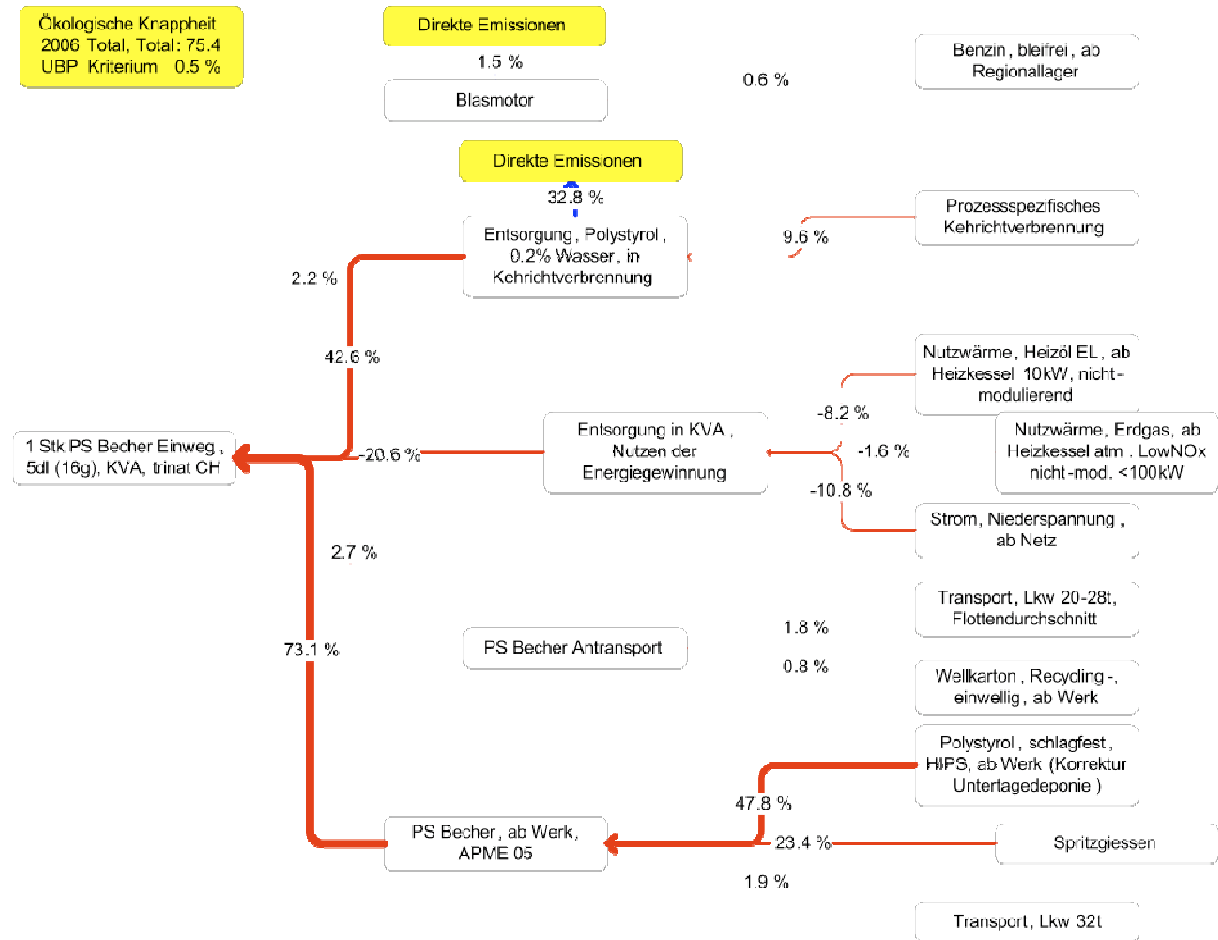 Ökologische Knappheit
2006 Total, Total: 75.4
UBP Kriterium 0.5 %
Direkte Emissionen
1.5 %
Blasmotor
0.6 %
Benzin, bleifrei, ab
Regionallager
Direkte Emissionen
32.8 %
Entsorgung, Polystyrol,
0.2% Wasser, in
Kehrichtverbrennung
9.6 %
Prozessspezifisches
Kehrichtverbrennung
2.2 %
42.6 %
Nutzwärme, Heizöl EL, ab
Heizkessel 10kW, nicht-
modulierend
-8.2 %
1 Stk PS Becher Einweg,
5dl (16g), KVA, trinat CH
-20.6 %
Entsorgung in KVA,
Nutzen der
Energiegewinnung
-1.6 %
Nutzwärme, Erdgas, ab
Heizkessel atm. LowNOx
nicht-mod. <100kW
-10.8 %
Strom, Niederspannung,
ab Netz
2.7 %
73.1 %
PS Becher Antransport
1.8 %
Transport, Lkw 20-28t,
Flottendurchschnitt
0.8 %
Wellkarton, Recycling-,
einwellig, ab Werk
Polystyrol, schlagfest,
HIPS, ab Werk (Korrektur
Untertagedeponie)
47.8 %
PS Becher, ab Werk,
APME 05
23.4 %
Spritzgiessen
1.9 %
Transport, Lkw 32t